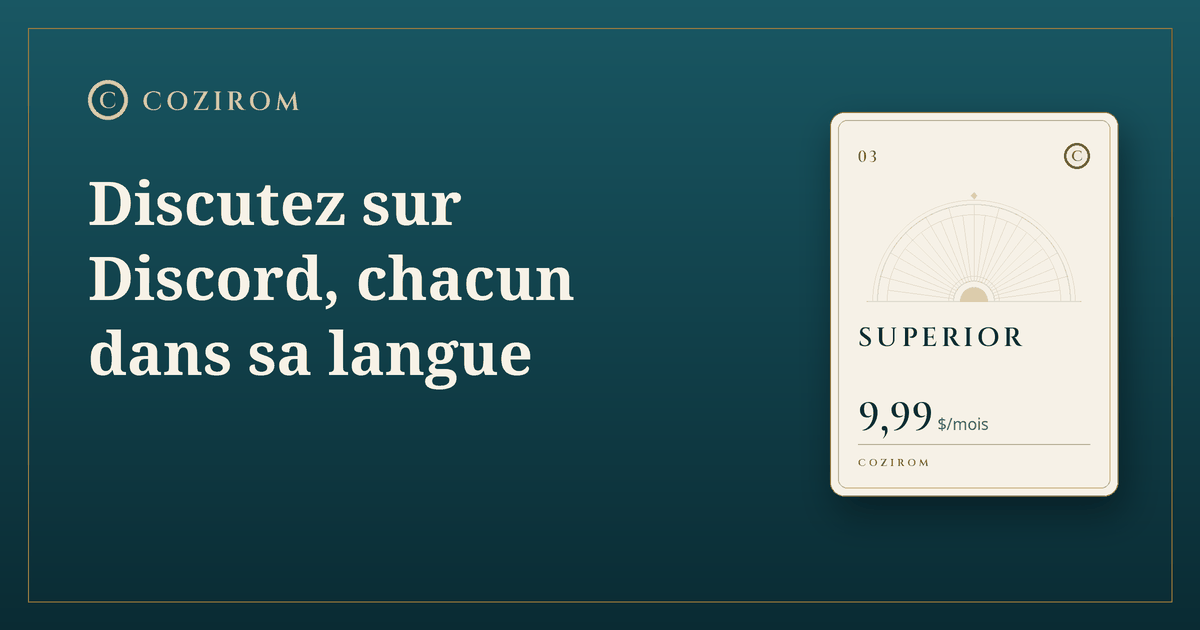 C COZIROM
Discutez sur
Discord, chacun
dans sa langue
03 C
SUPERIOR
9,99 $/mois
COZIROM